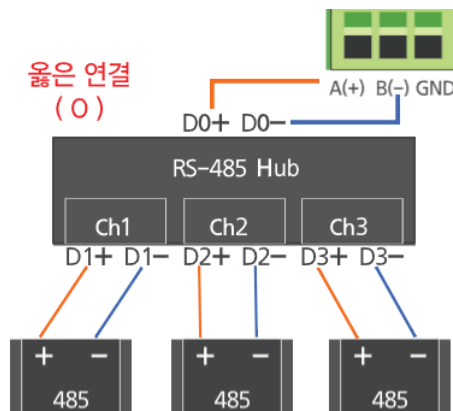 옳은 연결
( O )
A(+) B(-) GND
D0+ D0-
RS-485 Hub
Ch1 Ch2 Ch3
D1+ D1- D2+ D2- D3+ D3-
+ - + - + -
485 485 485